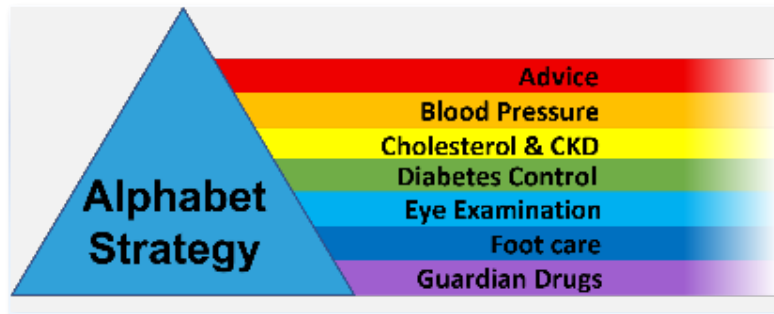 Alphabet
Strategy
Advice
Blood Pressure
Cholesterol & CKD
Diabetes Control
Eye Examination
Foot care
Guardian Drugs